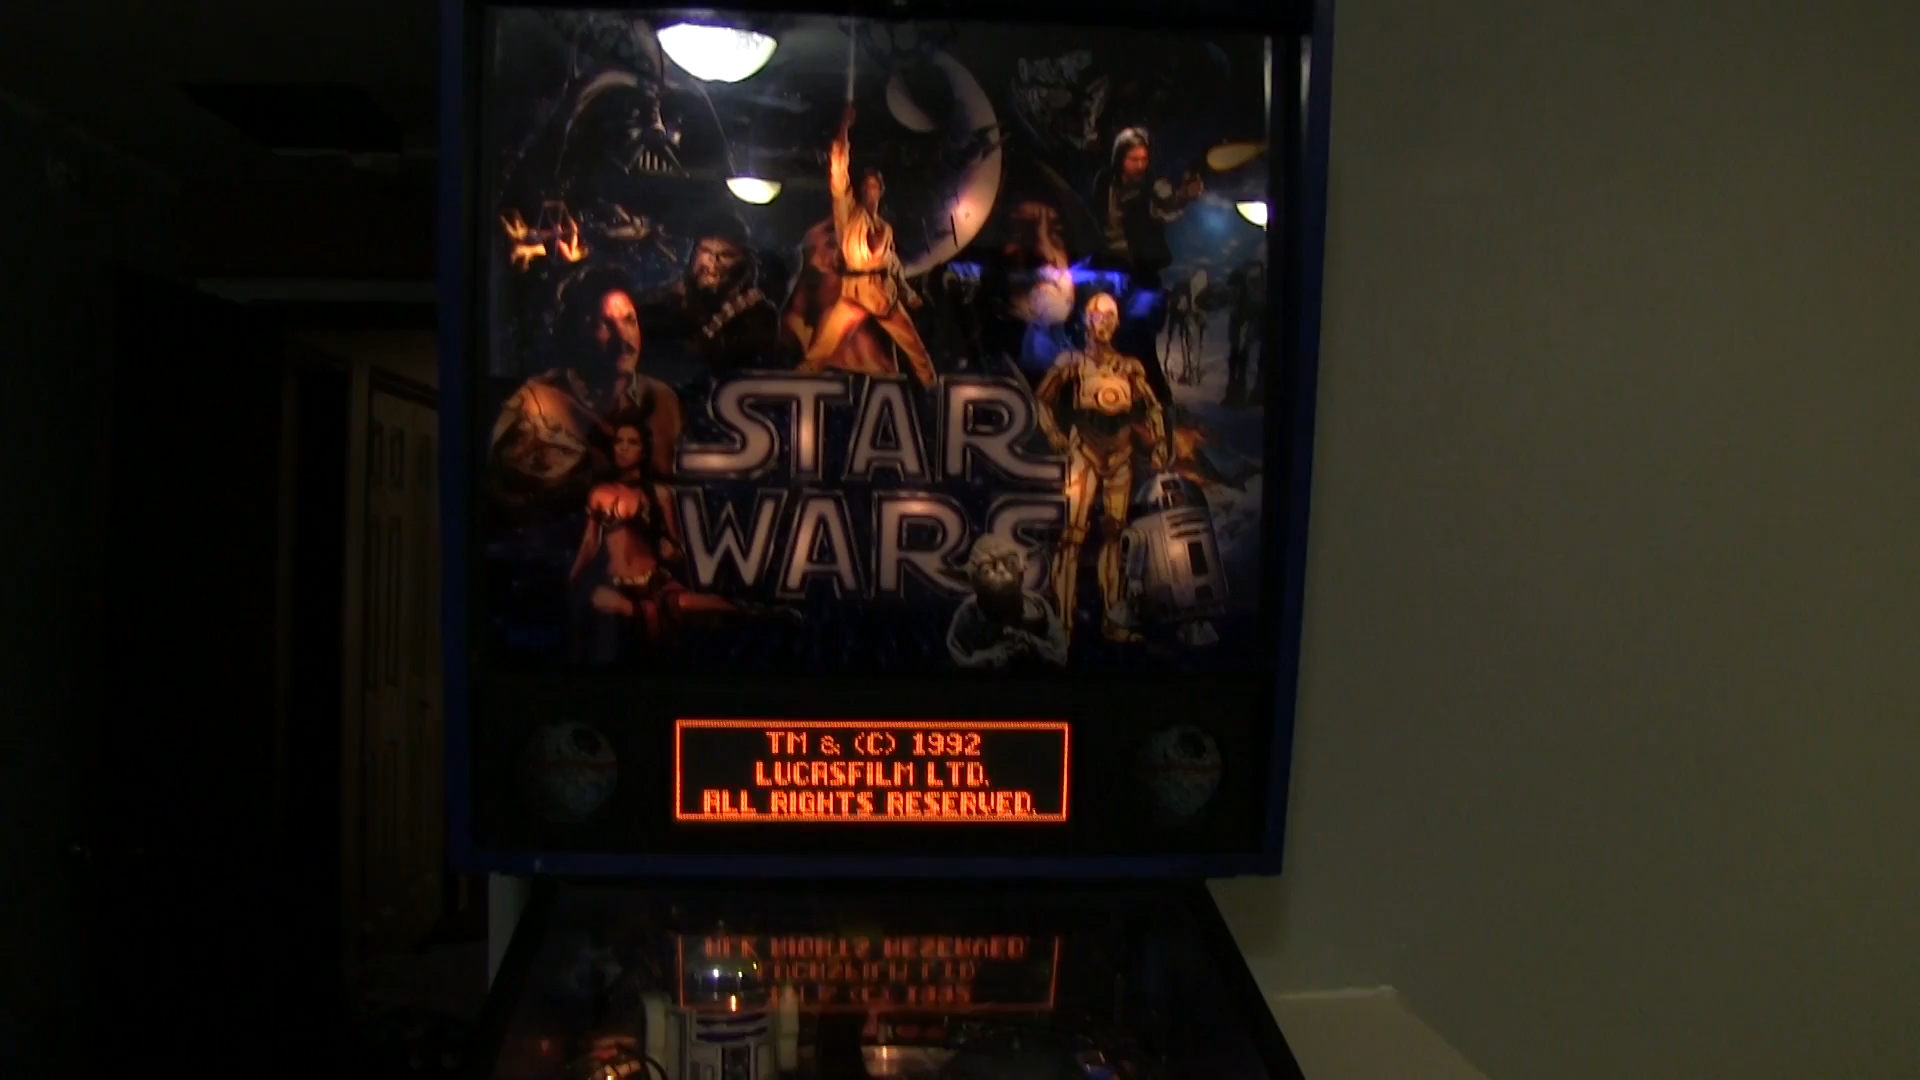 STAR
WARS
TM & (C) 1992
LUCASFILM LTD.
ALL RIGHTS RESERVED.